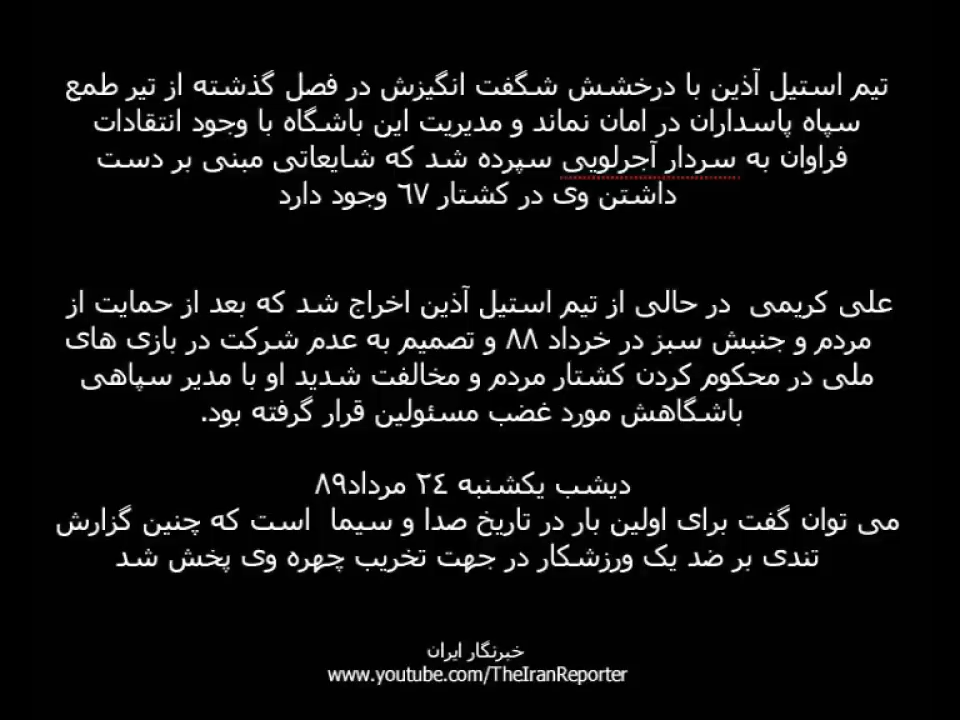 تیم استیل آذین با درخشش شگفت انگیزش در فصل گذشته از تیر طمع
سپاه پاسداران در امان نماند و مدیریت این باشگاه با وجود انتقادات
فراوان به سردار آجرلویی سپرده شد که شایعاتی مبنی بر دست
داشتن وی در کشتار ٦٧ وجود دارد
علی کریمی در حالی از تیم استیل آذین اخراج شد که بعد از حمایت از
مردم و جنبش سبز در خرداد ٨٨ و تصمیم به عدم شرکت در بازی های
ملی در محکوم کردن کشتار مردم و مخالفت شدید او با مدیر سپاهی
باشگاهش مورد غضب مسئولین قرار گرفته بود.
دیشب یکشنبه ٢٤ مرداد٨٩
می توان گفت برای اولین بار در تاریخ صدا و سیما است که چنین گزارش
تندی بر ضد یک ورزشکار در جهت تخریب چهره وی پخش شد
خبرنگار ایران
www.youtube.com/TheIranReporter